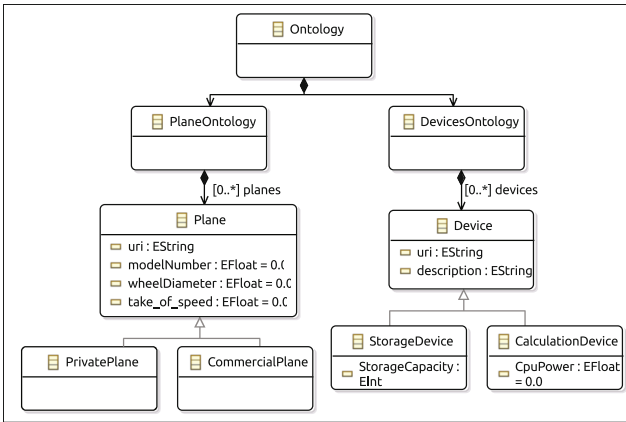 Ontology
PlaneOntology
DevicesOntology
[0..*] planes
[0..*] devices
Plane
uri : EString
modelNumber : EFloat = 0.0
wheelDiameter : EFloat = 0.0
take_of_speed : EFloat = 0.0
Device
uri : EString
description : EString
PrivatePlane
CommercialPlane
StorageDevice
StorageCapacity :
EInt
CalculationDevice
CpuPower : EFloat
= 0.0